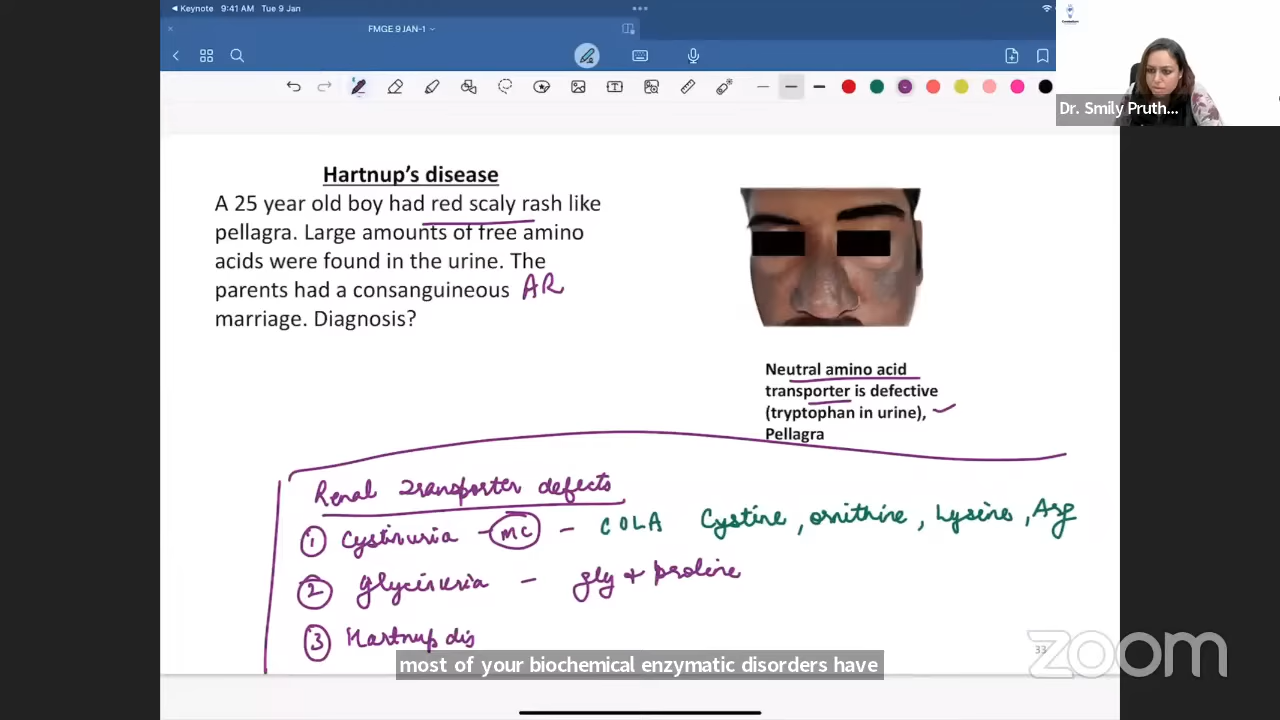 Keynote 9:41 AM Tue 9 Jan
FMGE 9 JAN-1
Dr. Smily Pruth...
Hartnup's disease
A 25 year old boy had red scaly rash like
pellagra. Large amounts of free amino
acids were found in the urine. The
parents had a consanguineous AR
marriage. Diagnosis?
Neutral amino acid
transporter is defective
(tryptophan in urine),
Pellagra
Renal Transporter defects
1 Cystinuria - MC - COLA Cystine, ornithine, Lysine, Arg
2 glycinuria - gly + proline
3 Hartnup dis
33
zoom
most of your biochemical enzymatic disorders have